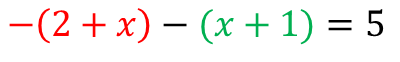 −(2 + x) − (x + 1) = 5